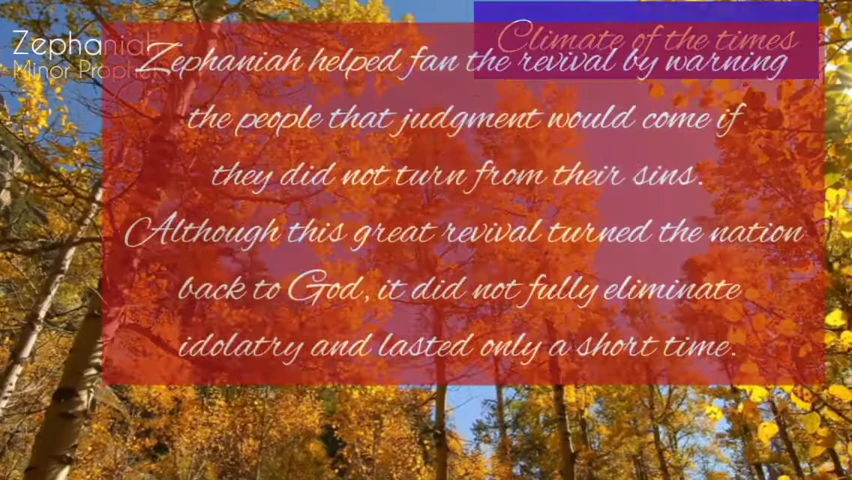 Zephaniah
Minor Prophet
Climate of the times
Zephaniah helped fan the revival by warning
the people that judgment would come if
they did not turn from their sins.
Although this great revival turned the nation
back to God, it did not fully eliminate
idolatry and lasted only a short time.